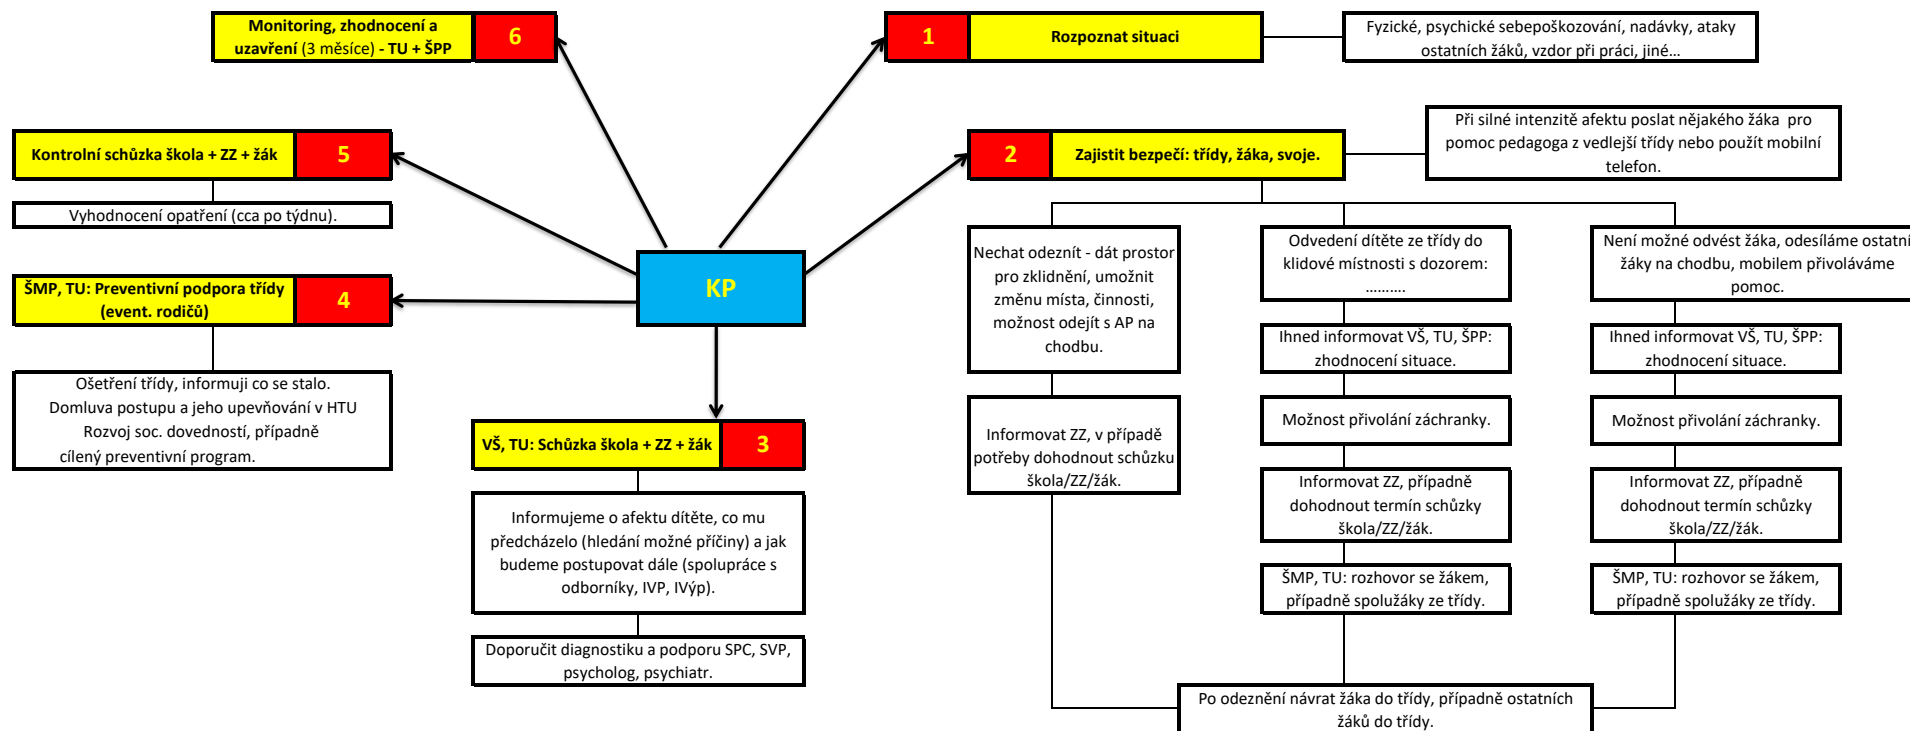 Monitoring, zhodnocení a
uzavření (3 měsíce) - TU + ŠPP
6
1
Rozpoznat situaci
Fyzické, psychické sebepoškozování, nadávky, ataky
ostatních žáků, vzdor při práci, jiné…
Kontrolní schůzka škola + ZZ + žák
5
Vyhodnocení opatření (cca po týdnu).
2
Zajistit bezpečí: třídy, žáka, svoje.
Při silné intenzitě afektu poslat nějakého žáka pro
pomoc pedagoga z vedlejší třídy nebo použít mobilní
telefon.
KP
ŠMP, TU: Preventivní podpora třídy
(event. rodičů)
4
Ošetření třídy, informuji co se stalo.
Domluva postupu a jeho upevňování v HTU
Rozvoj soc. dovedností, případně
cílený preventivní program.
VŠ, TU: Schůzka škola + ZZ + žák
3
Informujeme o afektu dítěte, co mu
předcházelo (hledání možné příčiny) a jak
budeme postupovat dále (spolupráce s
odborníky, IVP, IVýp).
Doporučit diagnostiku a podporu SPC, SVP,
psycholog, psychiatr.
Nechat odeznít - dát prostor
pro zklidnění, umožnit
změnu místa, činnosti,
možnost odejít s AP na
chodbu.
Informovat ZZ, v případě
potřeby dohodnout schůzku
škola/ZZ/žák.
Odvedení dítěte ze třídy do
klidové místnosti s dozorem:
……….
Ihned informovat VŠ, TU, ŠPP:
zhodnocení situace.
Možnost přivolání záchranky.
Informovat ZZ, případně
dohodnout termín schůzky
škola/ZZ/žák.
ŠMP, TU: rozhovor se žákem,
případně spolužáky ze třídy.
Není možné odvést žáka, odesíláme ostatní
žáky na chodbu, mobilem přivoláváme
pomoc.
Ihned informovat VŠ, TU, ŠPP:
zhodnocení situace.
Možnost přivolání záchranky.
Informovat ZZ, případně
dohodnout termín schůzky
škola/ZZ/žák.
ŠMP, TU: rozhovor se žákem,
případně spolužáky ze třídy.
Po odeznění návrat žáka do třídy, případně ostatních
žáků do třídy.